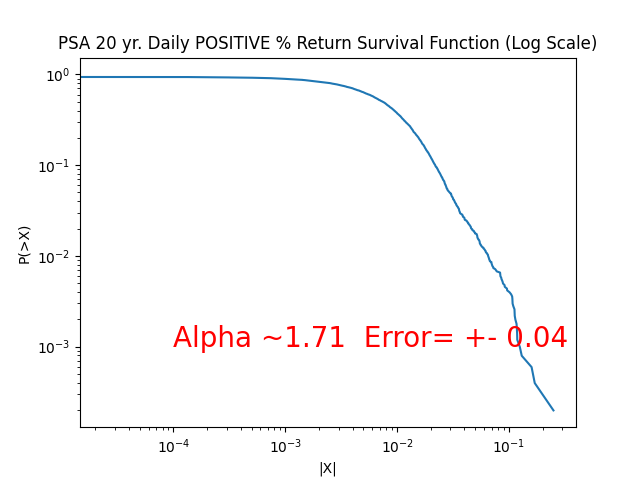 PSA 20 yr. Daily POSITIVE % Return Survival Function (Log Scale)
10⁰
10⁻¹
10⁻²
10⁻³
P(>X)
Alpha ~1.71  Error= +- 0.04
10⁻⁴ 10⁻³ 10⁻² 10⁻¹
|X|